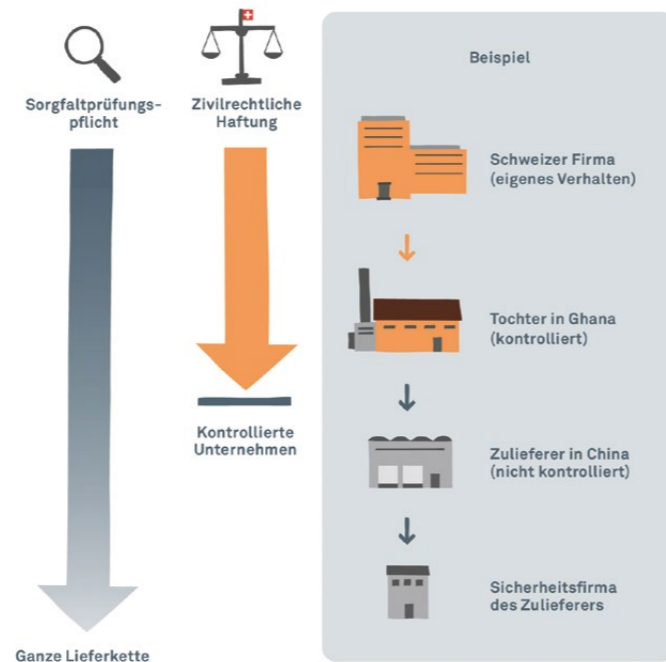 Sorgfaltprüfungs-
pflicht
Zivilrechtliche
Haftung
Kontrollierte
Unternehmen
Ganze Lieferkette
Beispiel
Schweizer Firma
(eigenes Verhalten)
Tochter in Ghana
(kontrolliert)
Zulieferer in China
(nicht kontrolliert)
Sicherheitsfirma
des Zulieferers